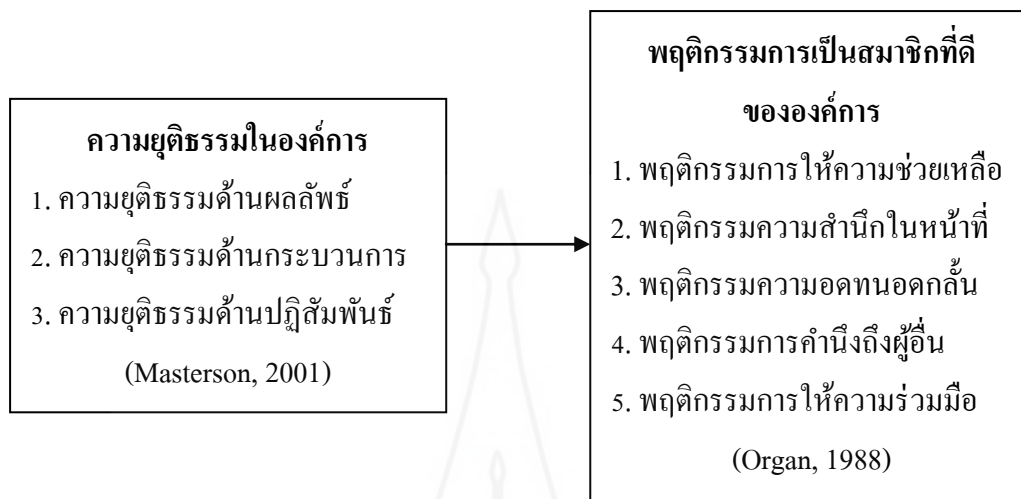 ความยุติธรรมในองค์การ
1. ความยุติธรรมด้านผลลัพธ์
2. ความยุติธรรมด้านกระบวนการ
3. ความยุติธรรมด้านปฏิสัมพันธ์
(Masterson, 2001)
พฤติกรรมการเป็นสมาชิกที่ดี
ขององค์การ
1. พฤติกรรมการให้ความช่วยเหลือ
2. พฤติกรรมความสำนึกในหน้าที่
3. พฤติกรรมความอดทนอดกลั้น
4. พฤติกรรมการคำนึงถึงผู้อื่น
5. พฤติกรรมการให้ความร่วมมือ
(Organ, 1988)